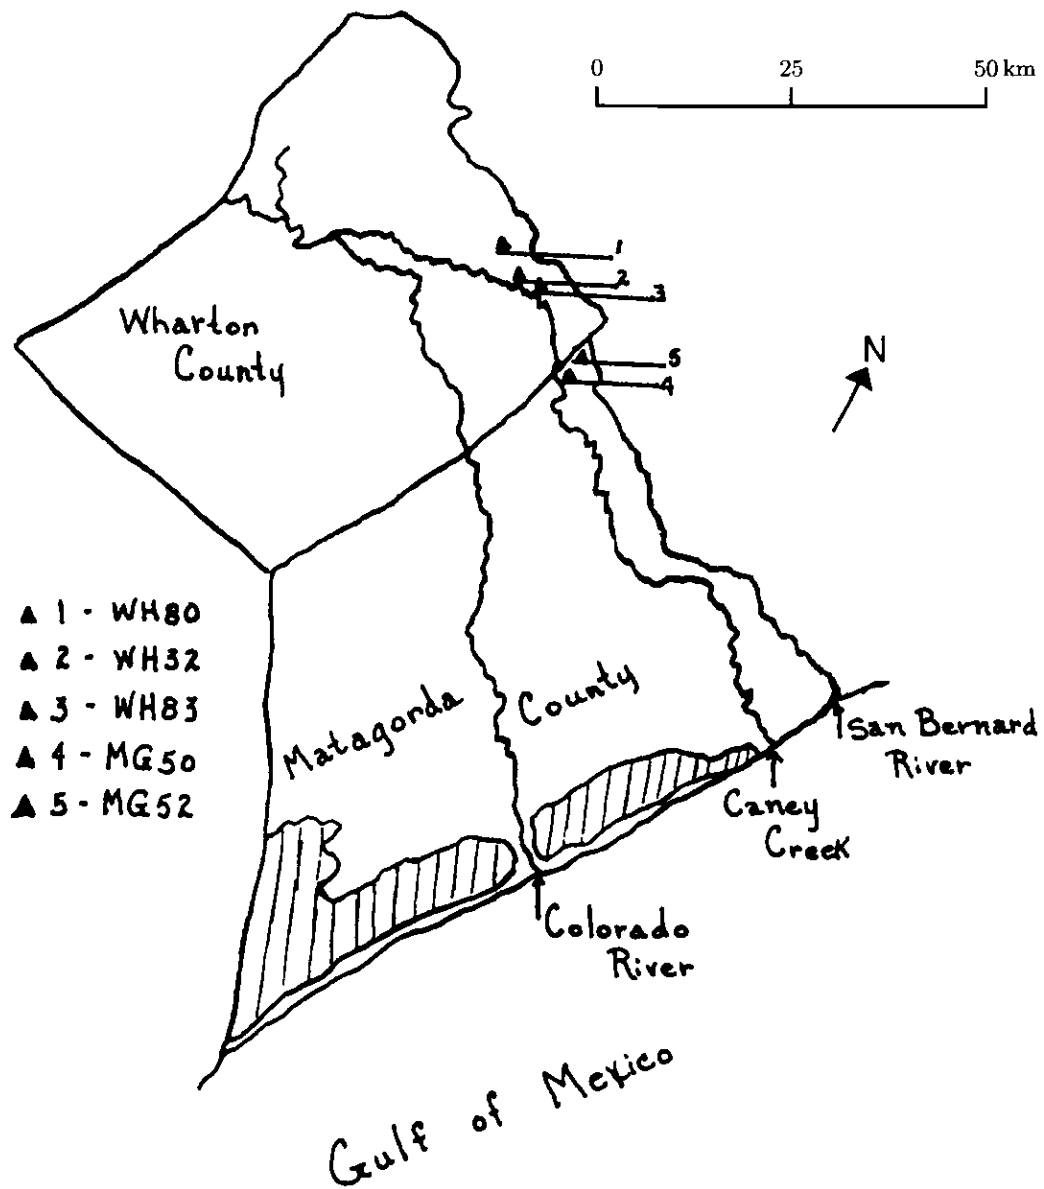 0 25 50 km
1
2
3
Wharton
County
5
4
N
▲ 1 - WH80
▲ 2 - WH32
▲ 3 - WH83
▲ 4 - MG50
▲ 5 - MG52
Matagorda County
San Bernard
River
Caney
Creek
Colorado
River
Gulf of Mexico